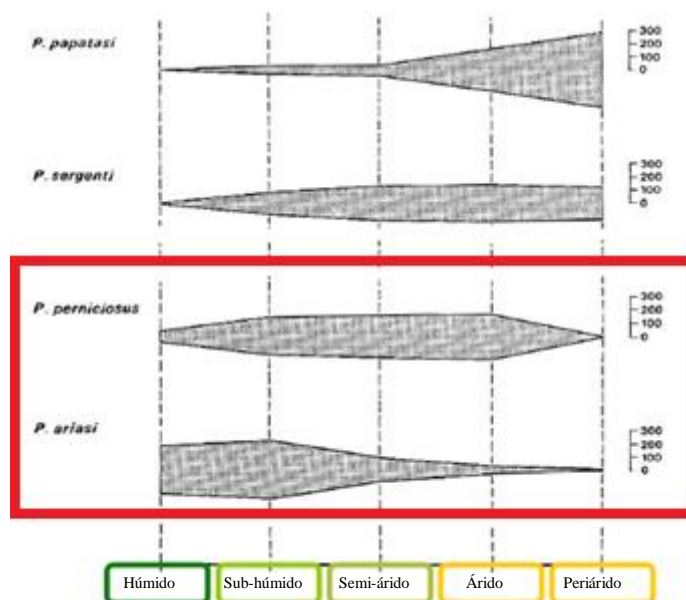 P. papatasi
300
200
100
0
P. sergenti
300
200
100
0
P. perniciosus
300
200
100
0
P. ariasi
300
200
100
0
Húmido
Sub-húmido
Semi-árido
Árido
Periárido